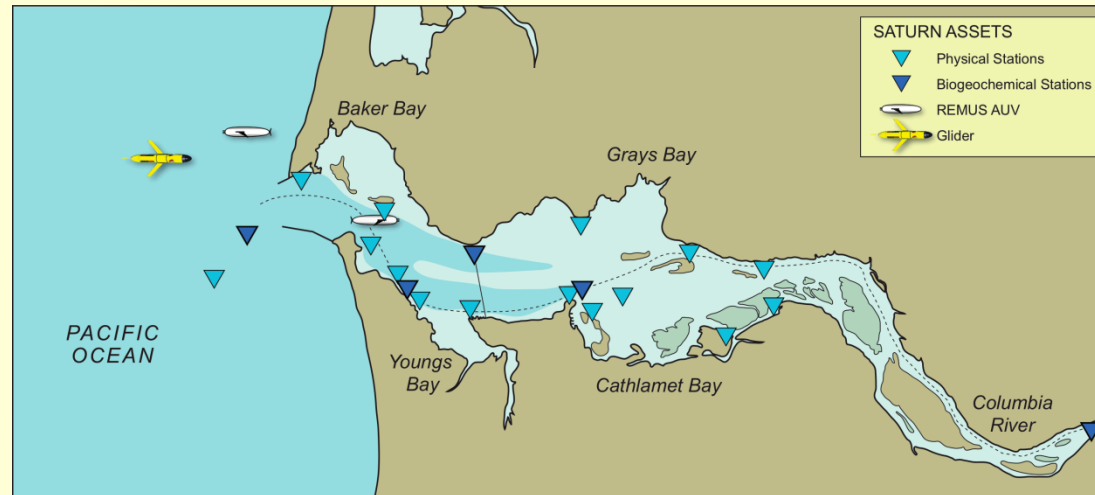 SATURN ASSETS
Physical Stations
Biogeochemical Stations
REMUS AUV
Glider
Baker Bay
Grays Bay
PACIFIC
OCEAN
Youngs
Bay
Cathlamet Bay
Columbia
River